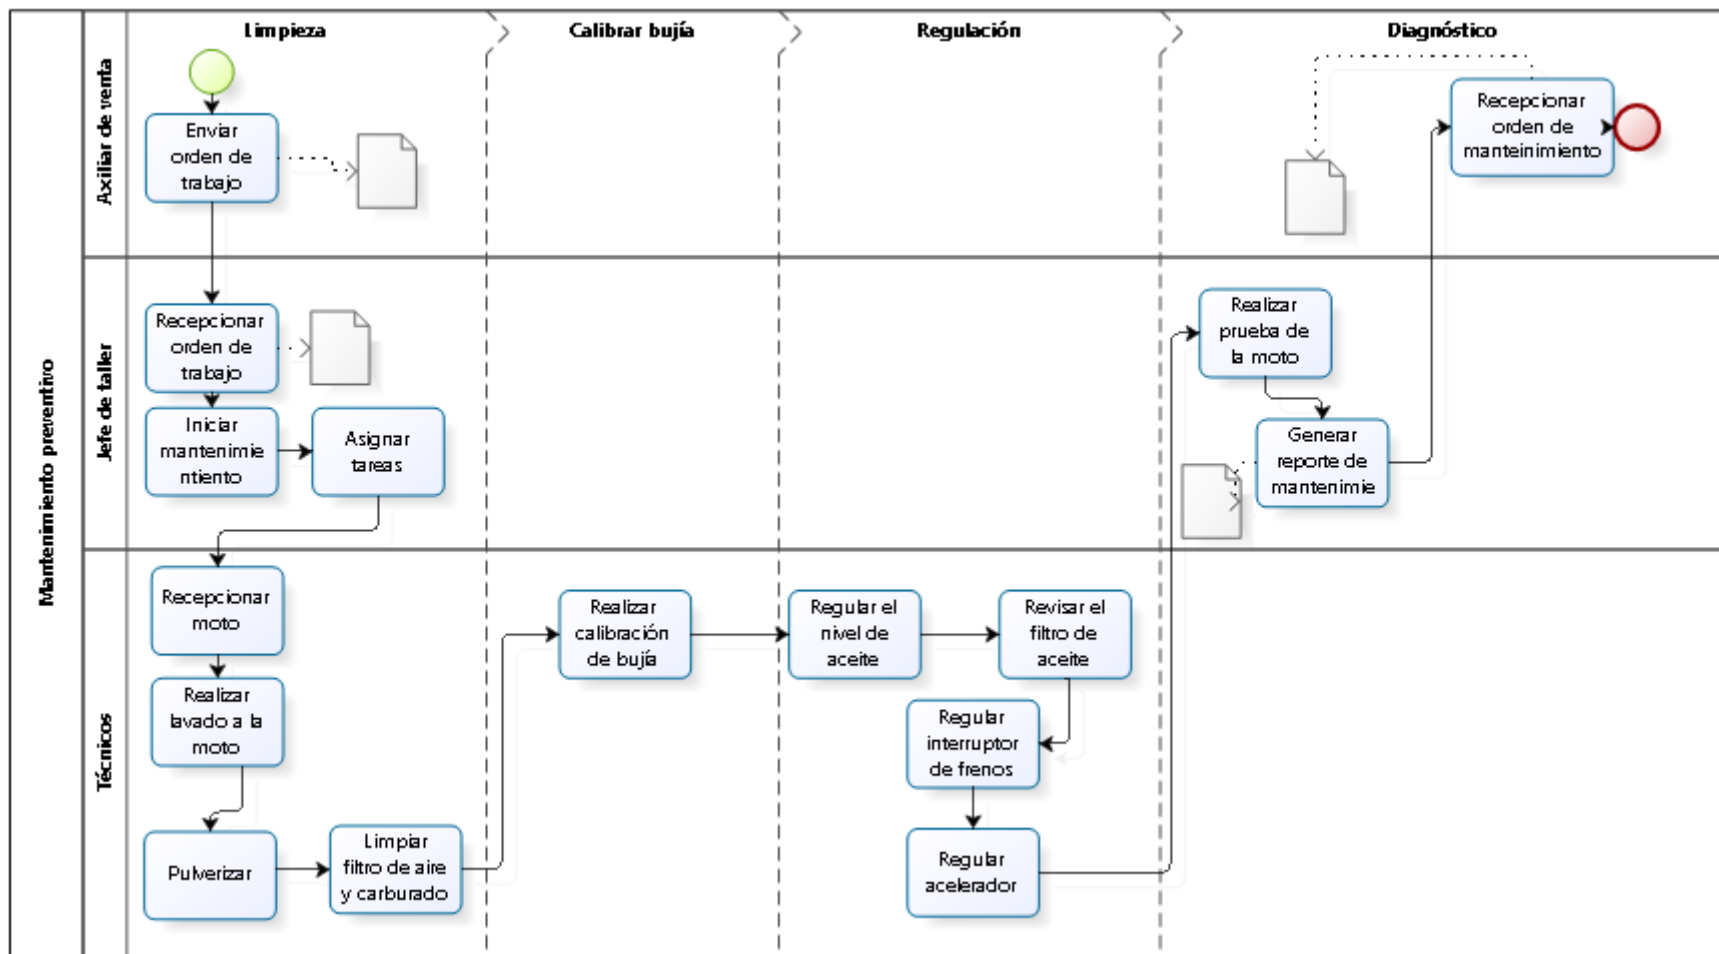 Limpieza
Calibrar bujía
Regulación
Diagnóstico
Mantenimiento preventivo
Axiliar de venta
Enviar
orden de
trabajo
Recepcionar
orden de
manteinimiento
Jefe de taller
Recepcionar
orden de
trabajo
Iniciar
mantenimie
ntiento
Asignar
tareas
Realizar
prueba de
la moto
Generar
reporte de
mantenimie
Técnicos
Recepcionar
moto
Realizar
lavado a la
moto
Pulverizar
Limpiar
filtro de aire
y carburado
Realizar
calibración
de bujía
Regular el
nivel de
aceite
Revisar el
filtro de
aceite
Regular
interruptor
de frenos
Regular
acelerador